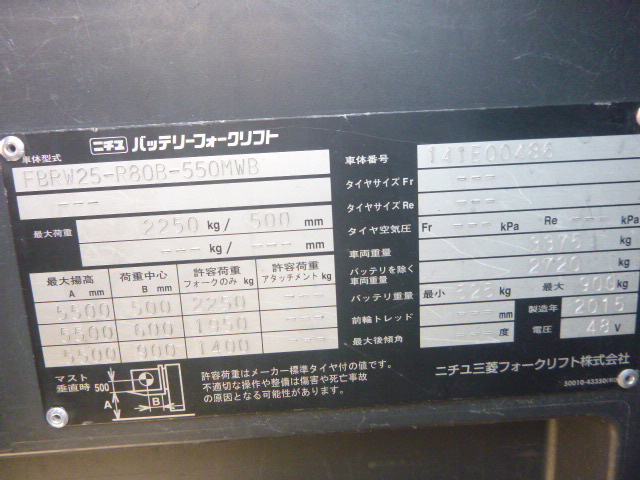 ニチユ バッテリーフォークリフト
車体型式 FBRW25-R80B-550MWB
---
最大荷重 2250 kg/ 500 mm
--- kg/ --- mm
最大揚高 A mm 荷重中心 B mm 許容荷重 フォークのみ kg 許容荷重 アタッチメント kg
5500 500 2250 ---
5500 600 1950 ---
5500 900 1400 ---
マスト垂直時 500 A B
許容荷重はメーカー標準タイヤ付の値です。
不適切な操作や整備は傷害や死亡事故
の原因となる可能性があります。
車体番号 141E00486
タイヤサイズ Fr ---
タイヤサイズ Re ---
タイヤ空気圧 Fr --- kPa Re --- kPa
車両重量 kg
バッテリを除く車両重量 2720 kg
バッテリ重量 最小 kg 最大 900 kg
前輪トレッド --- mm 製造年 2015
最大後傾角 --- 度 電圧 48 V
ニチユ三菱フォークリフト株式会社